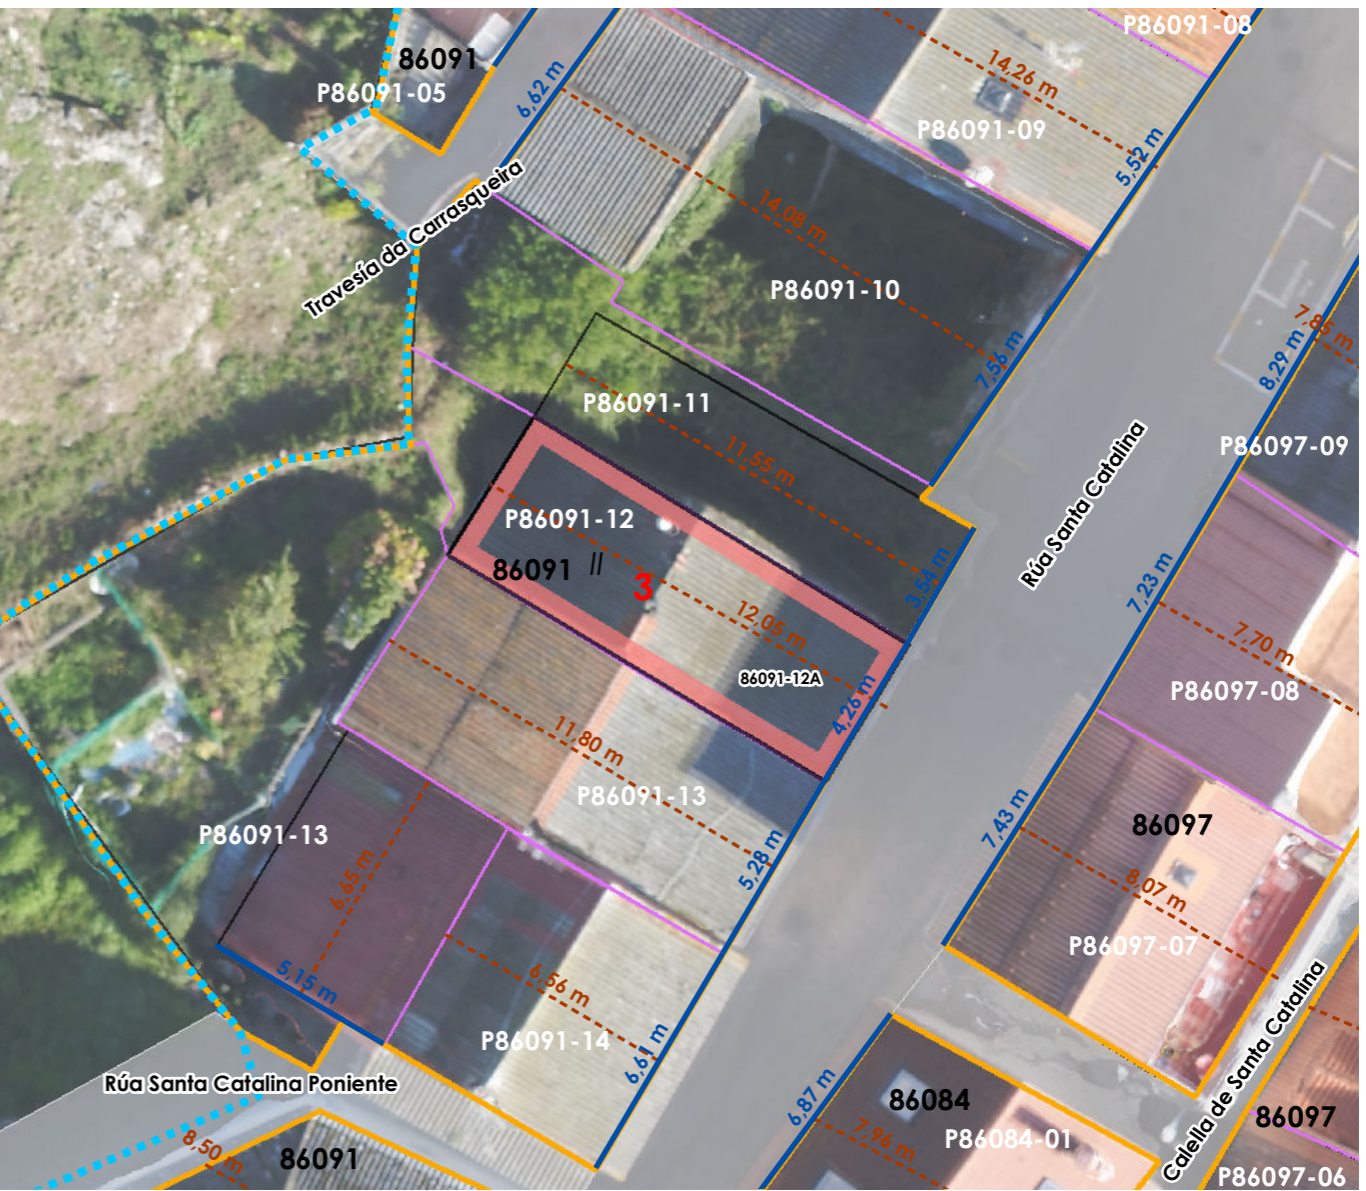 P86091-08
86091
P86091-05
14,26 m
6,62 m
P86091-09
5,52 m
Travesía da Carrasqueira
14,08 m
P86091-10
7,85 m
8,29 m
7,56 m
P86091-11
P86097-09
11,55 m
Rúa Santa Catalina
P86091-12
86091 //
3
3,54 m
7,23 m
12,05 m
7,70 m
86091-12A
P86097-08
4,26 m
11,80 m
P86091-13
P86091-13
7,43 m
86097
5,28 m
6,65 m
8,07 m
P86097-07
5,15 m
6,56 m
P86091-14
6,61 m
Rúa Santa Catalina Poniente
6,87 m
86084
Calella de Santa Catalina
86097
7,96 m
P86084-01
8,50 m
86091
P86097-06